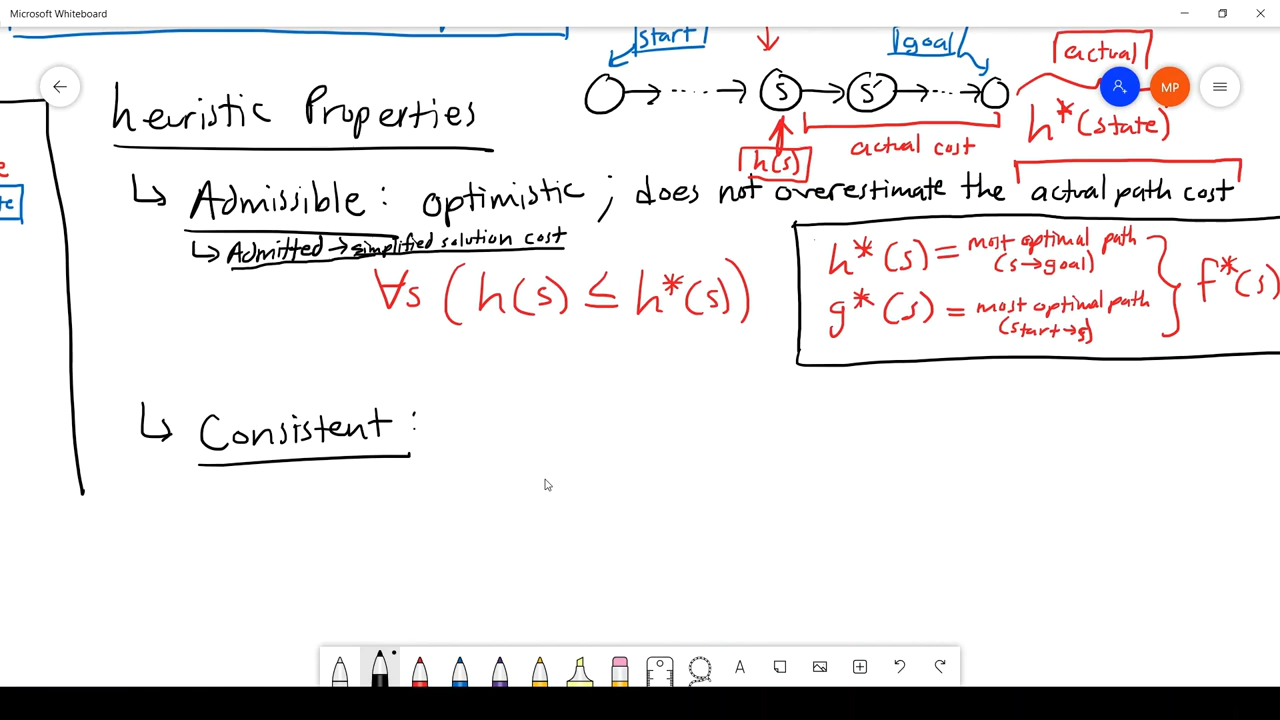 Microsoft Whiteboard
start
goal
actual
MP
heuristic Properties
s
s'
h*(state)
h(s)
actual cost
↳ Admissible: optimistic; does not overestimate the actual path cost
↳ Admitted → simplified solution cost
∀s (h(s) ≤ h*(s))
h*(s) = most optimal path
(s→goal)
g*(s) = most optimal path
(start→s)
f*(s)
↳ Consistent:
A